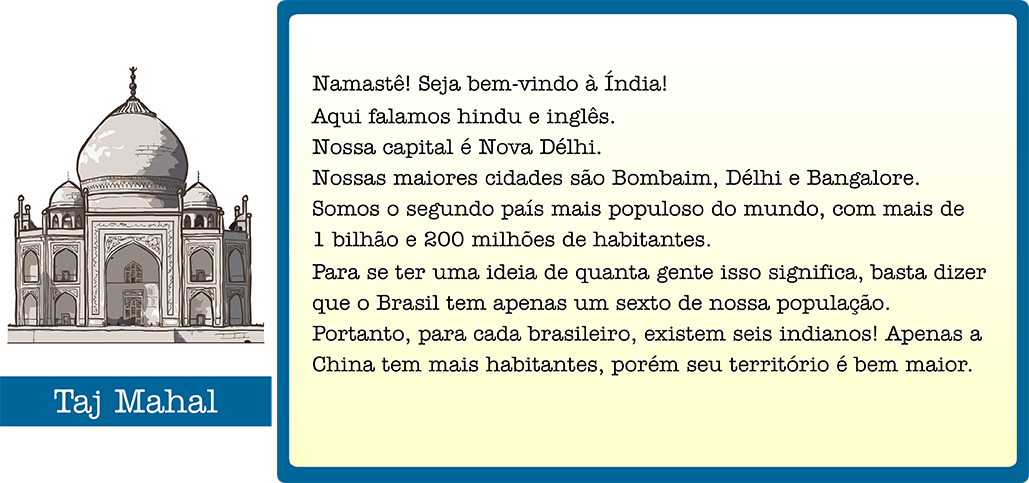 Namastê! Seja bem-vindo à Índia!
Aqui falamos hindu e inglês.
Nossa capital é Nova Délhi.
Nossas maiores cidades são Bombaim, Délhi e Bangalore.
Somos o segundo país mais populoso do mundo, com mais de
1 bilhão e 200 milhões de habitantes.
Para se ter uma ideia de quanta gente isso significa, basta dizer
que o Brasil tem apenas um sexto de nossa população.
Portanto, para cada brasileiro, existem seis indianos! Apenas a
China tem mais habitantes, porém seu território é bem maior.
Taj Mahal